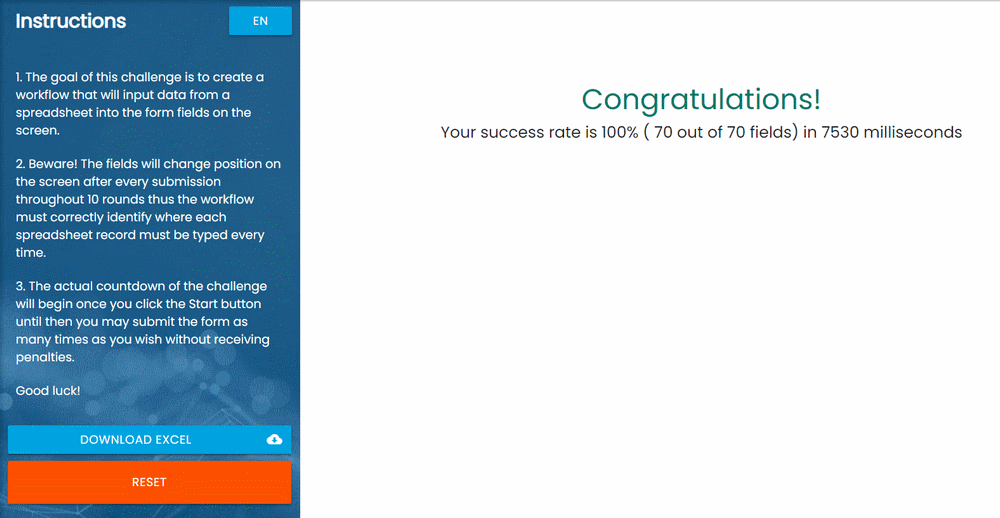 Instructions
EN
1. The goal of this challenge is to create a
workflow that will input data from a
spreadsheet into the form fields on the
screen.
2. Beware! The fields will change position on
the screen after every submission
throughout 10 rounds thus the workflow
must correctly identify where each
spreadsheet record must be typed every
time.
3. The actual countdown of the challenge
will begin once you click the Start button
until then you may submit the form as
many times as you wish without receiving
penalties.
Good luck!
DOWNLOAD EXCEL
RESET
Congratulations!
Your success rate is 100% ( 70 out of 70 fields) in 7530 milliseconds